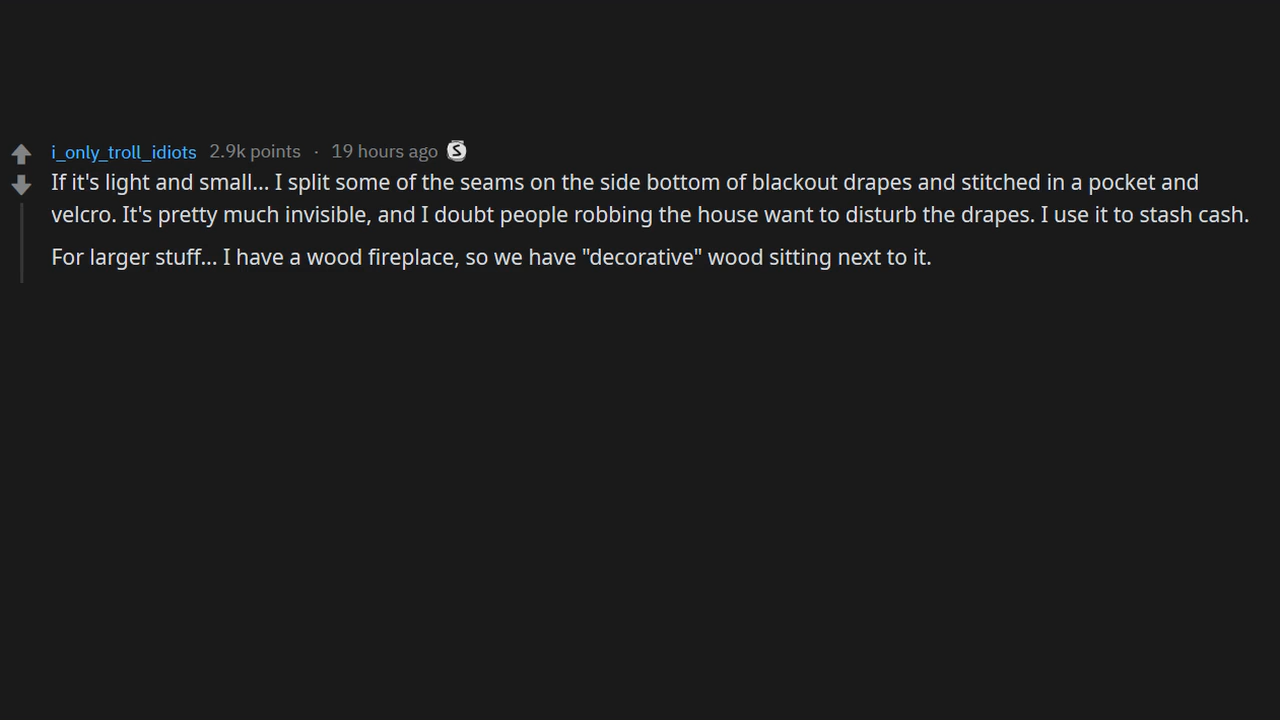 i_only_troll_idiots 2.9k points · 19 hours ago S
If it's light and small... I split some of the seams on the side bottom of blackout drapes and stitched in a pocket and
velcro. It's pretty much invisible, and I doubt people robbing the house want to disturb the drapes. I use it to stash cash.
For larger stuff... I have a wood fireplace, so we have "decorative" wood sitting next to it.